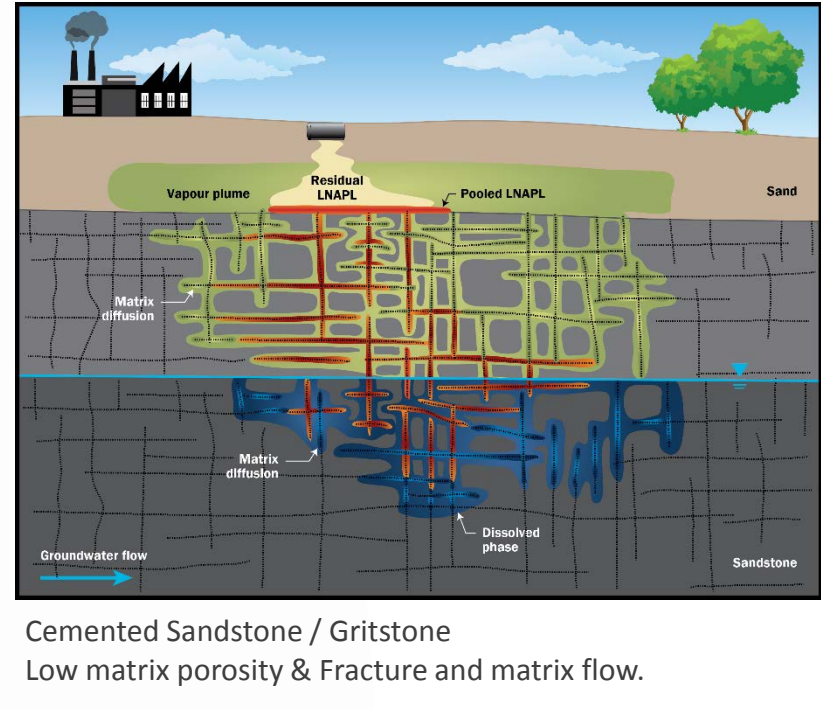 Vapour plume
Residual
LNAPL
Pooled LNAPL
Sand
Matrix
diffusion
Matrix
diffusion
Dissolved
phase
Groundwater flow
Sandstone
Cemented Sandstone / Gritstone
Low matrix porosity & Fracture and matrix flow.